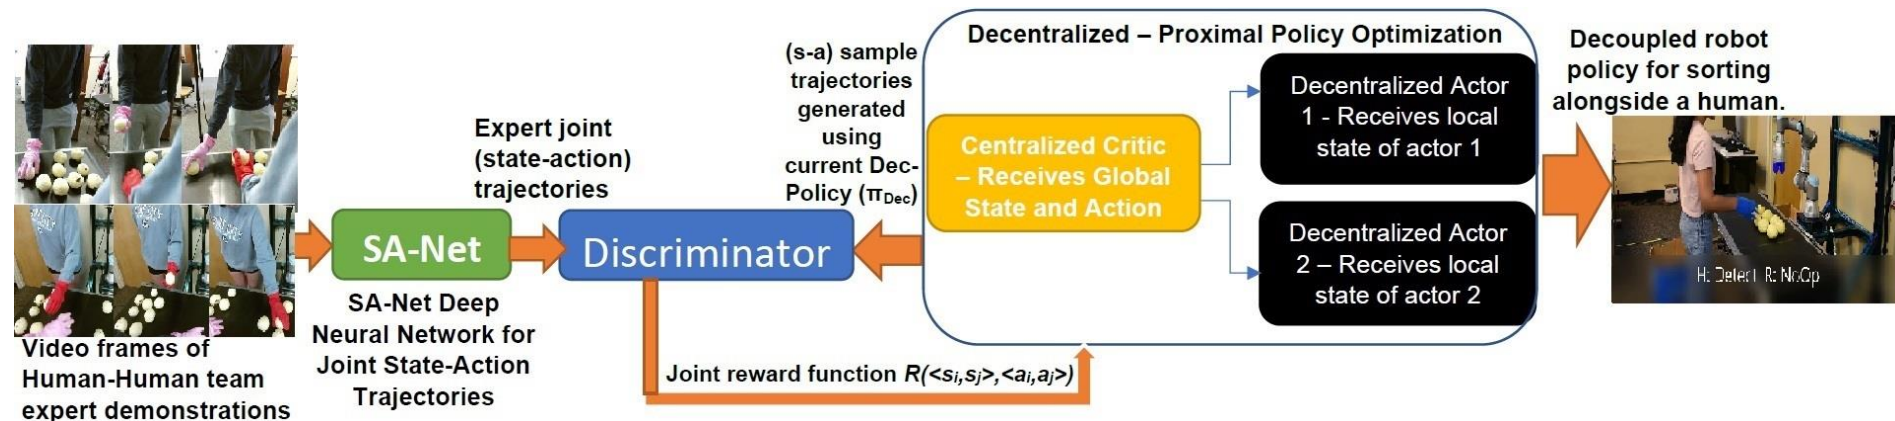 Video frames of
Human-Human team
expert demonstrations
SA-Net
SA-Net Deep
Neural Network for
Joint State-Action
Trajectories
Expert joint
(state-action)
trajectories
Discriminator
(s-a) sample
trajectories
generated
using
current Dec-
Policy (πDec)
Joint reward function R(<si,sj>,<ai,aj>)
Decentralized – Proximal Policy Optimization
Centralized Critic
– Receives Global
State and Action
Decentralized Actor
1 - Receives local
state of actor 1
Decentralized Actor
2 – Receives local
state of actor 2
Decoupled robot
policy for sorting
alongside a human.
H: Detect R: NoOp